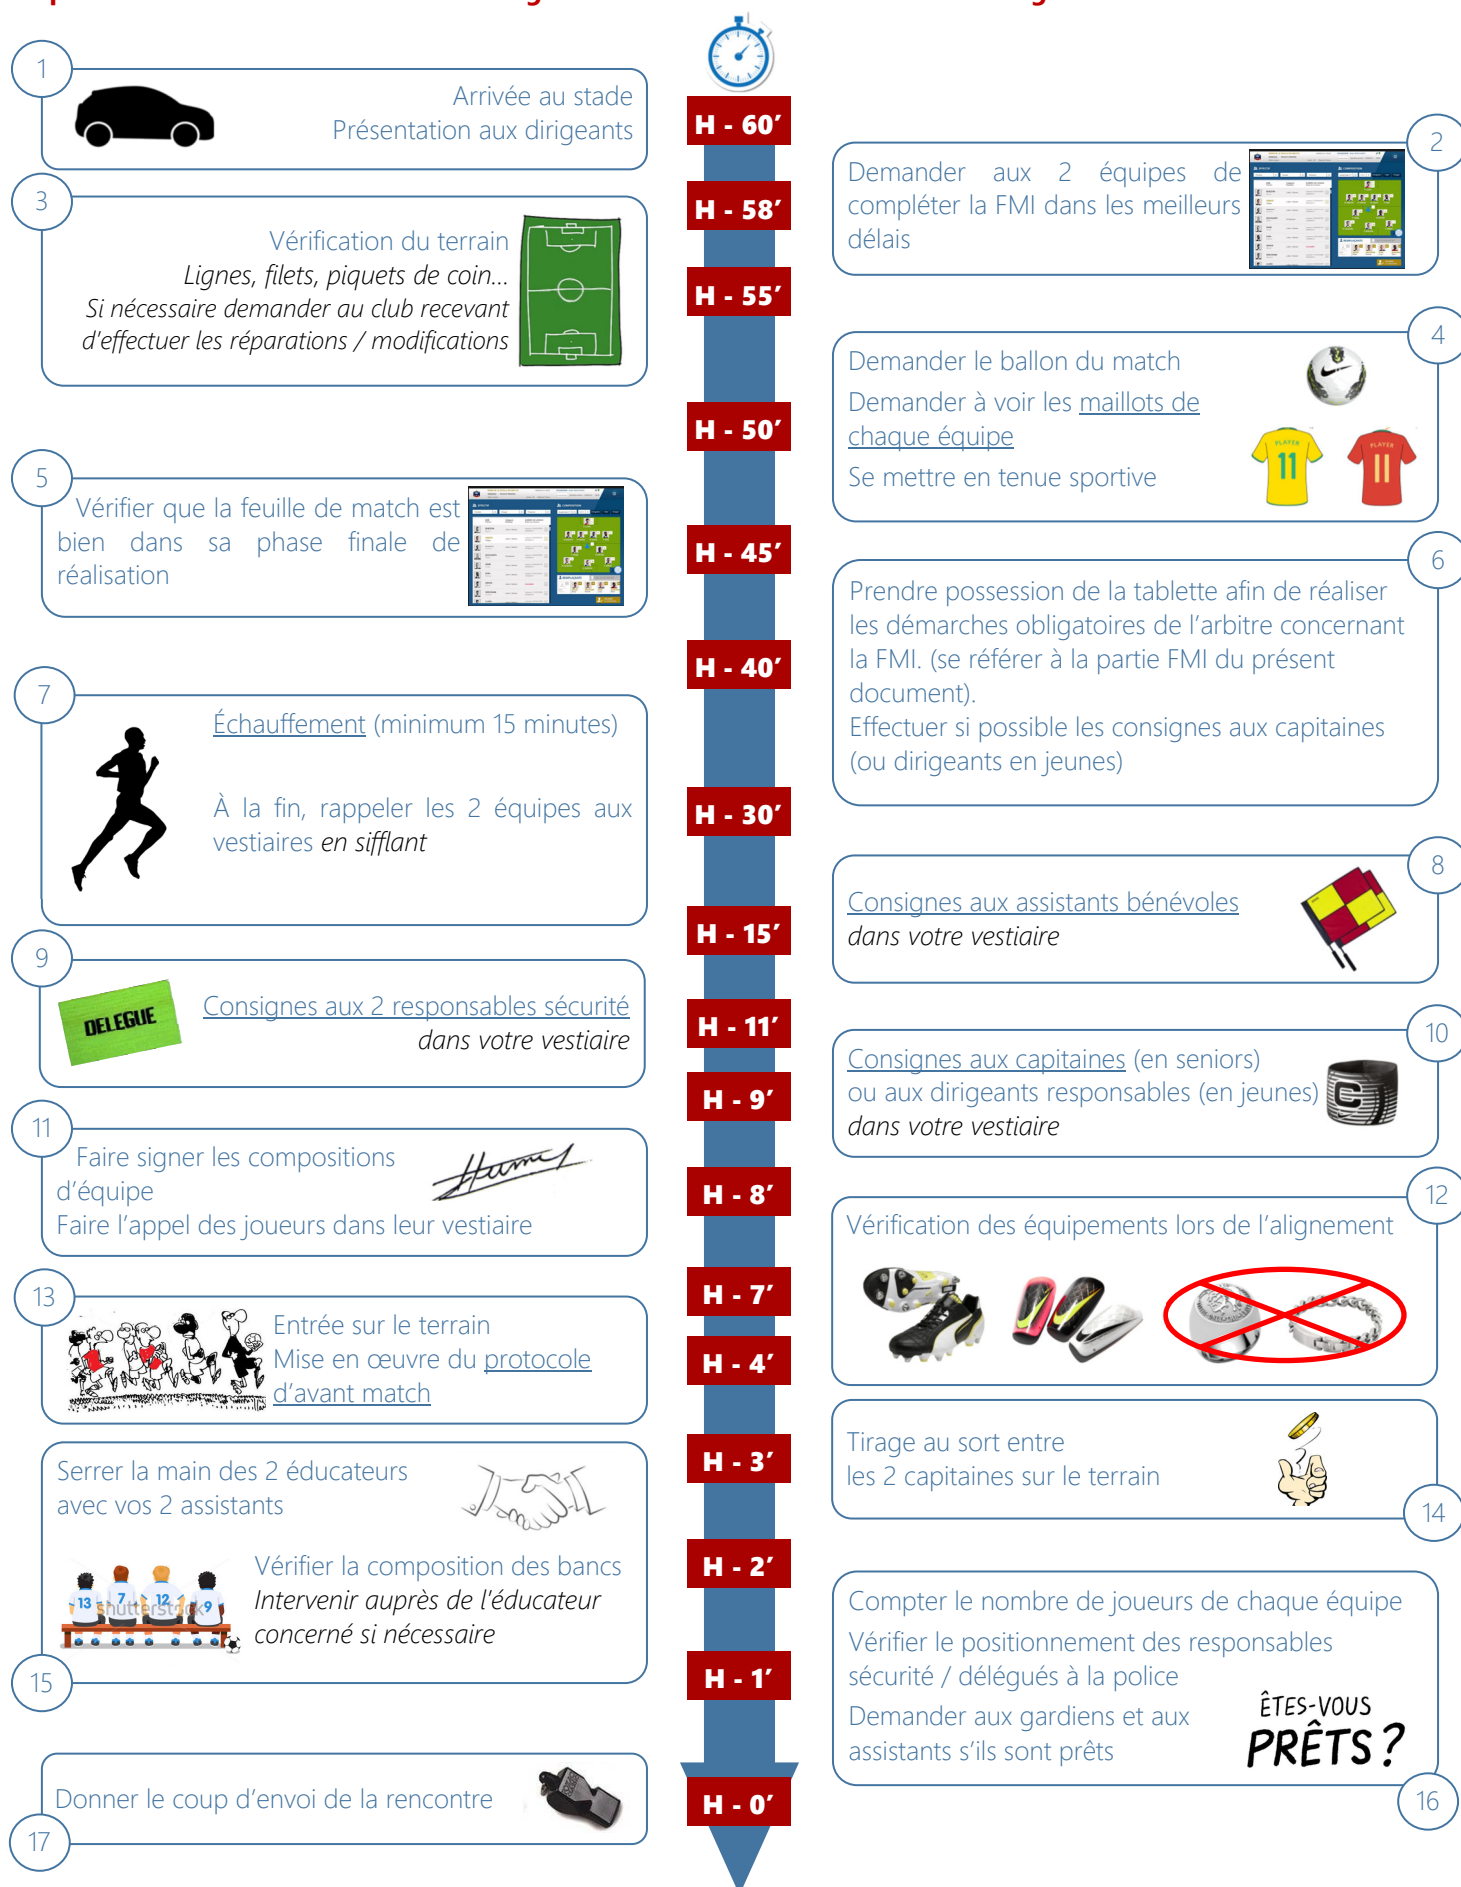 1
Arrivée au stade
Présentation aux dirigeants
H - 60’
2
Demander aux 2 équipes de
compléter la FMI dans les meilleurs
délais
H - 58’
3
Vérification du terrain
Lignes, filets, piquets de coin...
Si nécessaire demander au club recevant
d'effectuer les réparations / modifications
H - 55’
4
Demander le ballon du match
Demander à voir les maillots de
chaque équipe
Se mettre en tenue sportive
PLAYER
11
PLAYER
11
H - 50’
5
Vérifier que la feuille de match est
bien dans sa phase finale de
réalisation
H - 45’
6
Prendre possession de la tablette afin de réaliser
les démarches obligatoires de l’arbitre concernant
la FMI. (se référer à la partie FMI du présent
document).
Effectuer si possible les consignes aux capitaines
(ou dirigeants en jeunes)
H - 40’
7
Échauffement (minimum 15 minutes)
À la fin, rappeler les 2 équipes aux
vestiaires en sifflant
H - 30’
8
Consignes aux assistants bénévoles
dans votre vestiaire
H - 15’
9
DELEGUE
Consignes aux 2 responsables sécurité
dans votre vestiaire
H - 11’
10
Consignes aux capitaines (en seniors)
ou aux dirigeants responsables (en jeunes)
dans votre vestiaire
C
H - 9’
11
Faire signer les compositions
d’équipe
Faire l’appel des joueurs dans leur vestiaire
H - 8’
12
Vérification des équipements lors de l’alignement
H - 7’
13
Entrée sur le terrain
Mise en œuvre du protocole
d’avant match
H - 4’
Tirage au sort entre
les 2 capitaines sur le terrain
14
H - 3’
Serrer la main des 2 éducateurs
avec vos 2 assistants
Vérifier la composition des bancs
Intervenir auprès de l'éducateur
concerné si nécessaire
13 7 12 9
shutterstock
15
H - 2’
Compter le nombre de joueurs de chaque équipe
Vérifier le positionnement des responsables
sécurité / délégués à la police
Demander aux gardiens et aux
assistants s’ils sont prêts
ÊTES-VOUS
PRÊTS ?
16
H - 1’
Donner le coup d’envoi de la rencontre
17
H - 0’